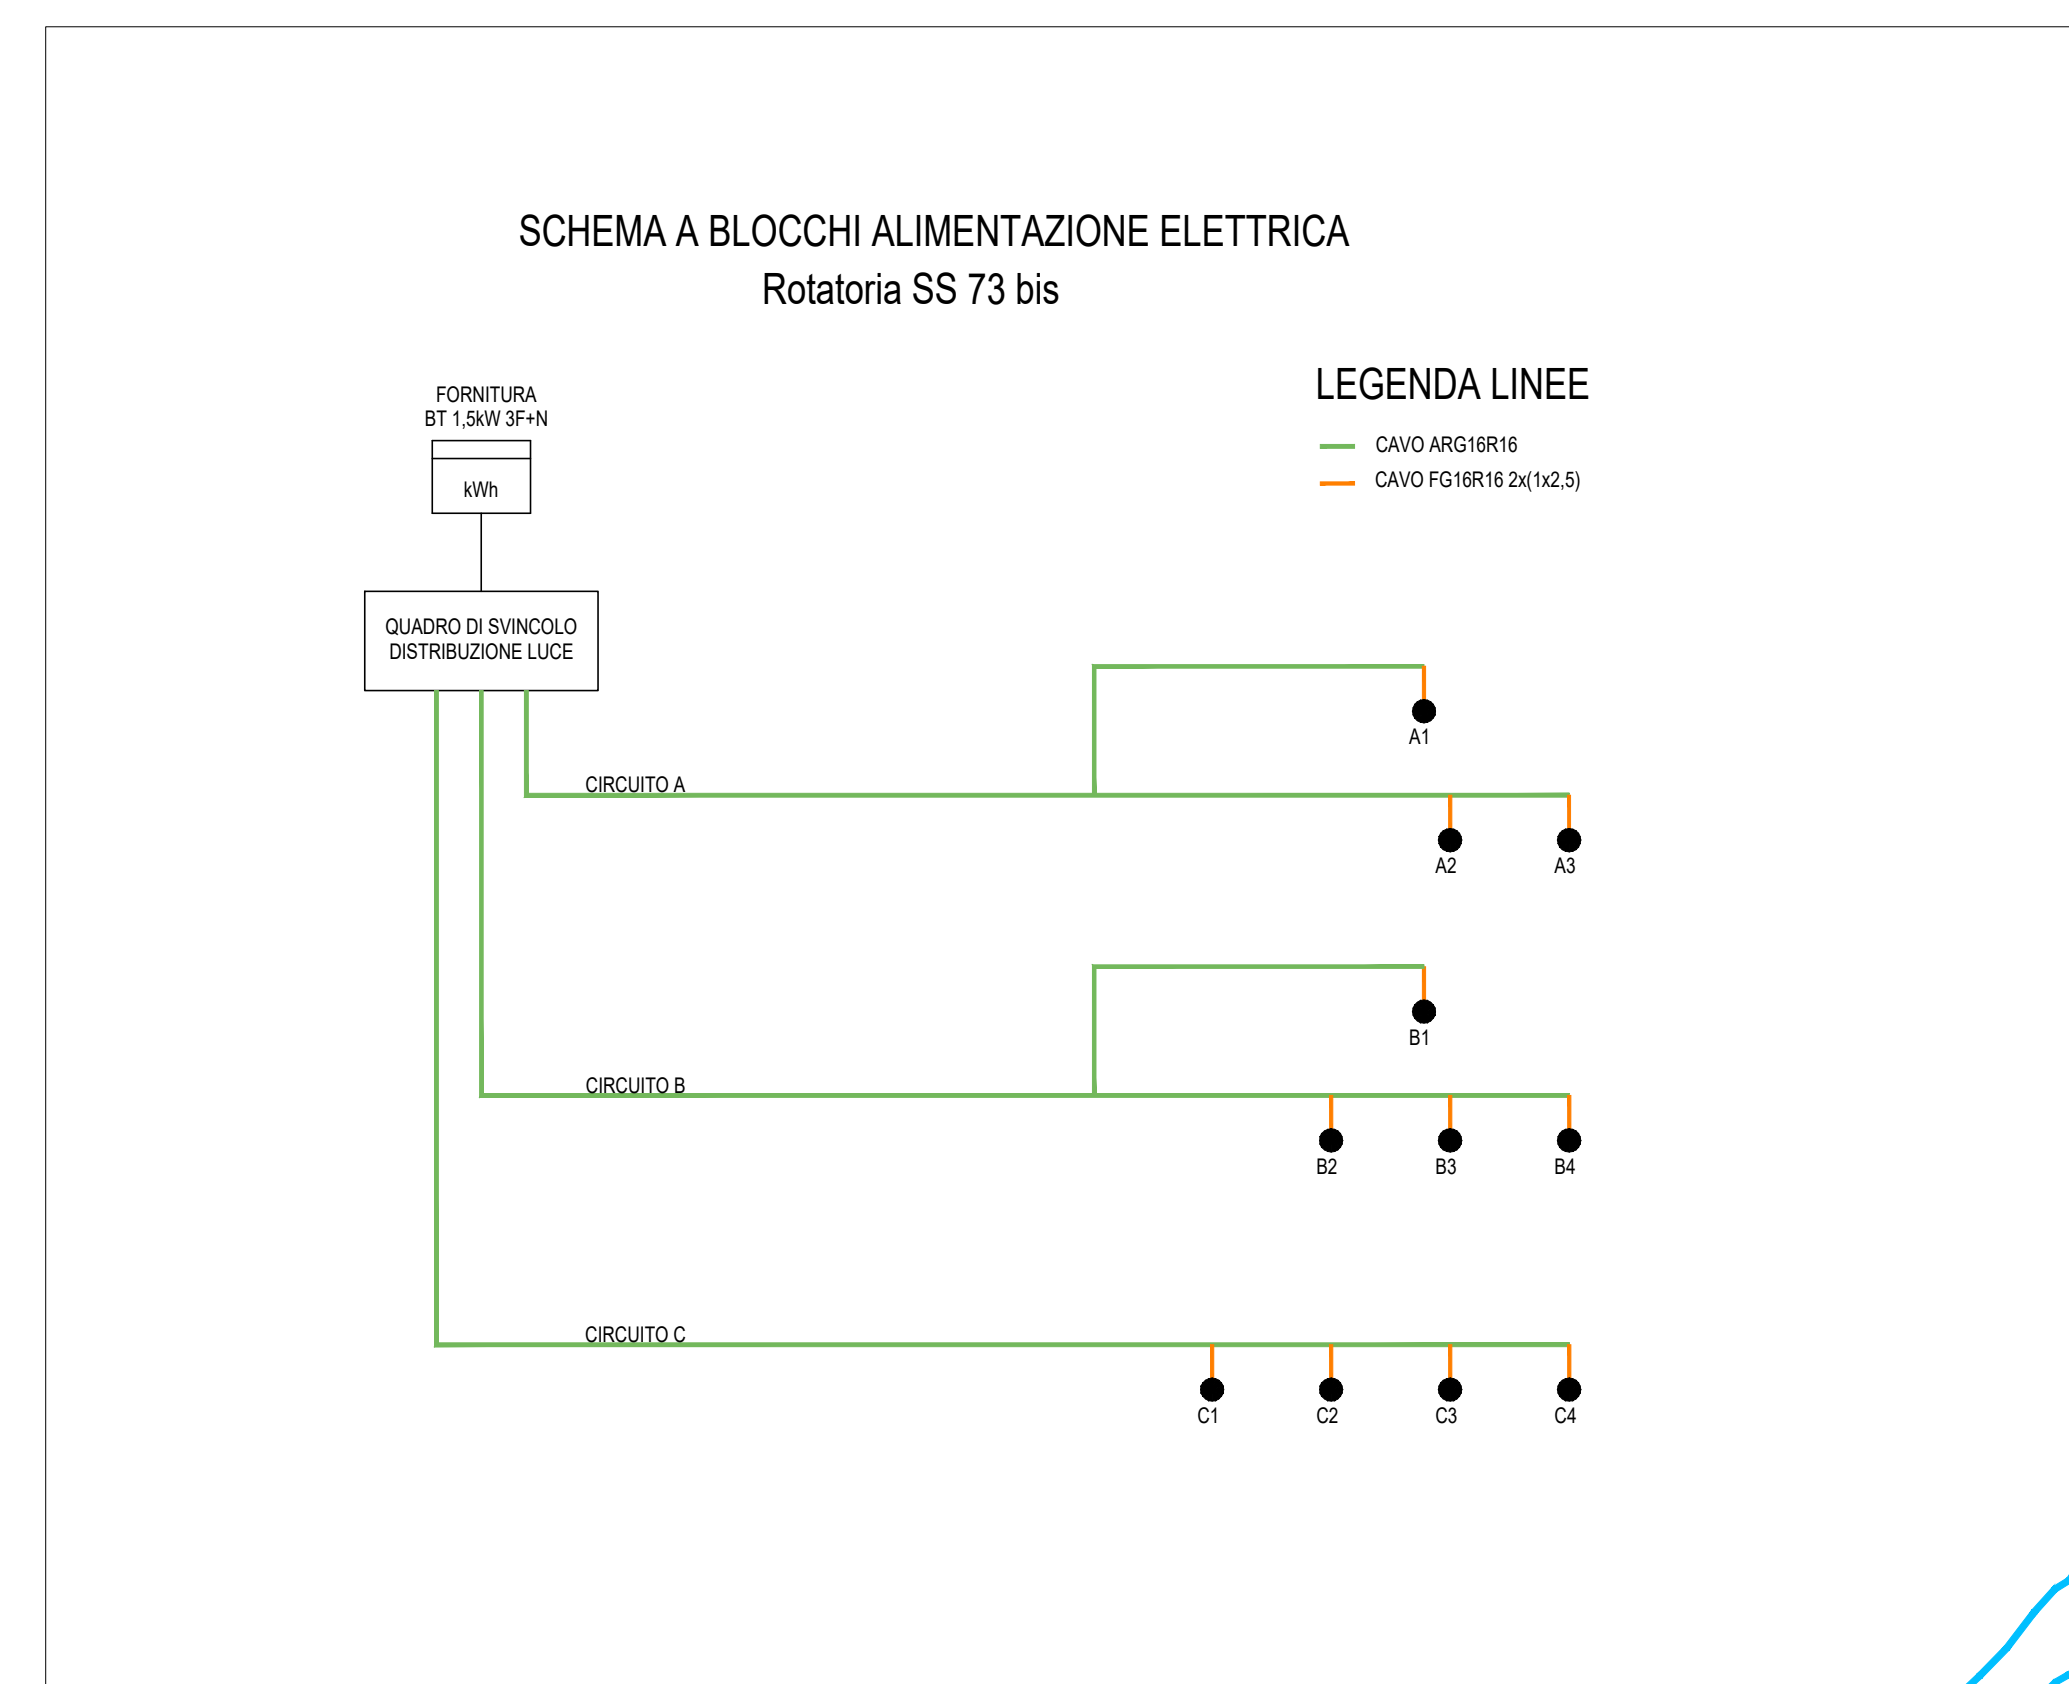 SCHEMA A BLOCCHI ALIMENTAZIONE ELETTRICA
Rotatoria SS 73 bis
LEGENDA LINEE
CAVO ARG16R16
CAVO FG16R16 2x(1x2,5)
FORNITURA
BT 1,5kW 3F+N
kWh
QUADRO DI SVINCOLO
DISTRIBUZIONE LUCE
A1
CIRCUITO A
A2 A3
B1
CIRCUITO B
B2 B3 B4
CIRCUITO C
C1 C2 C3 C4